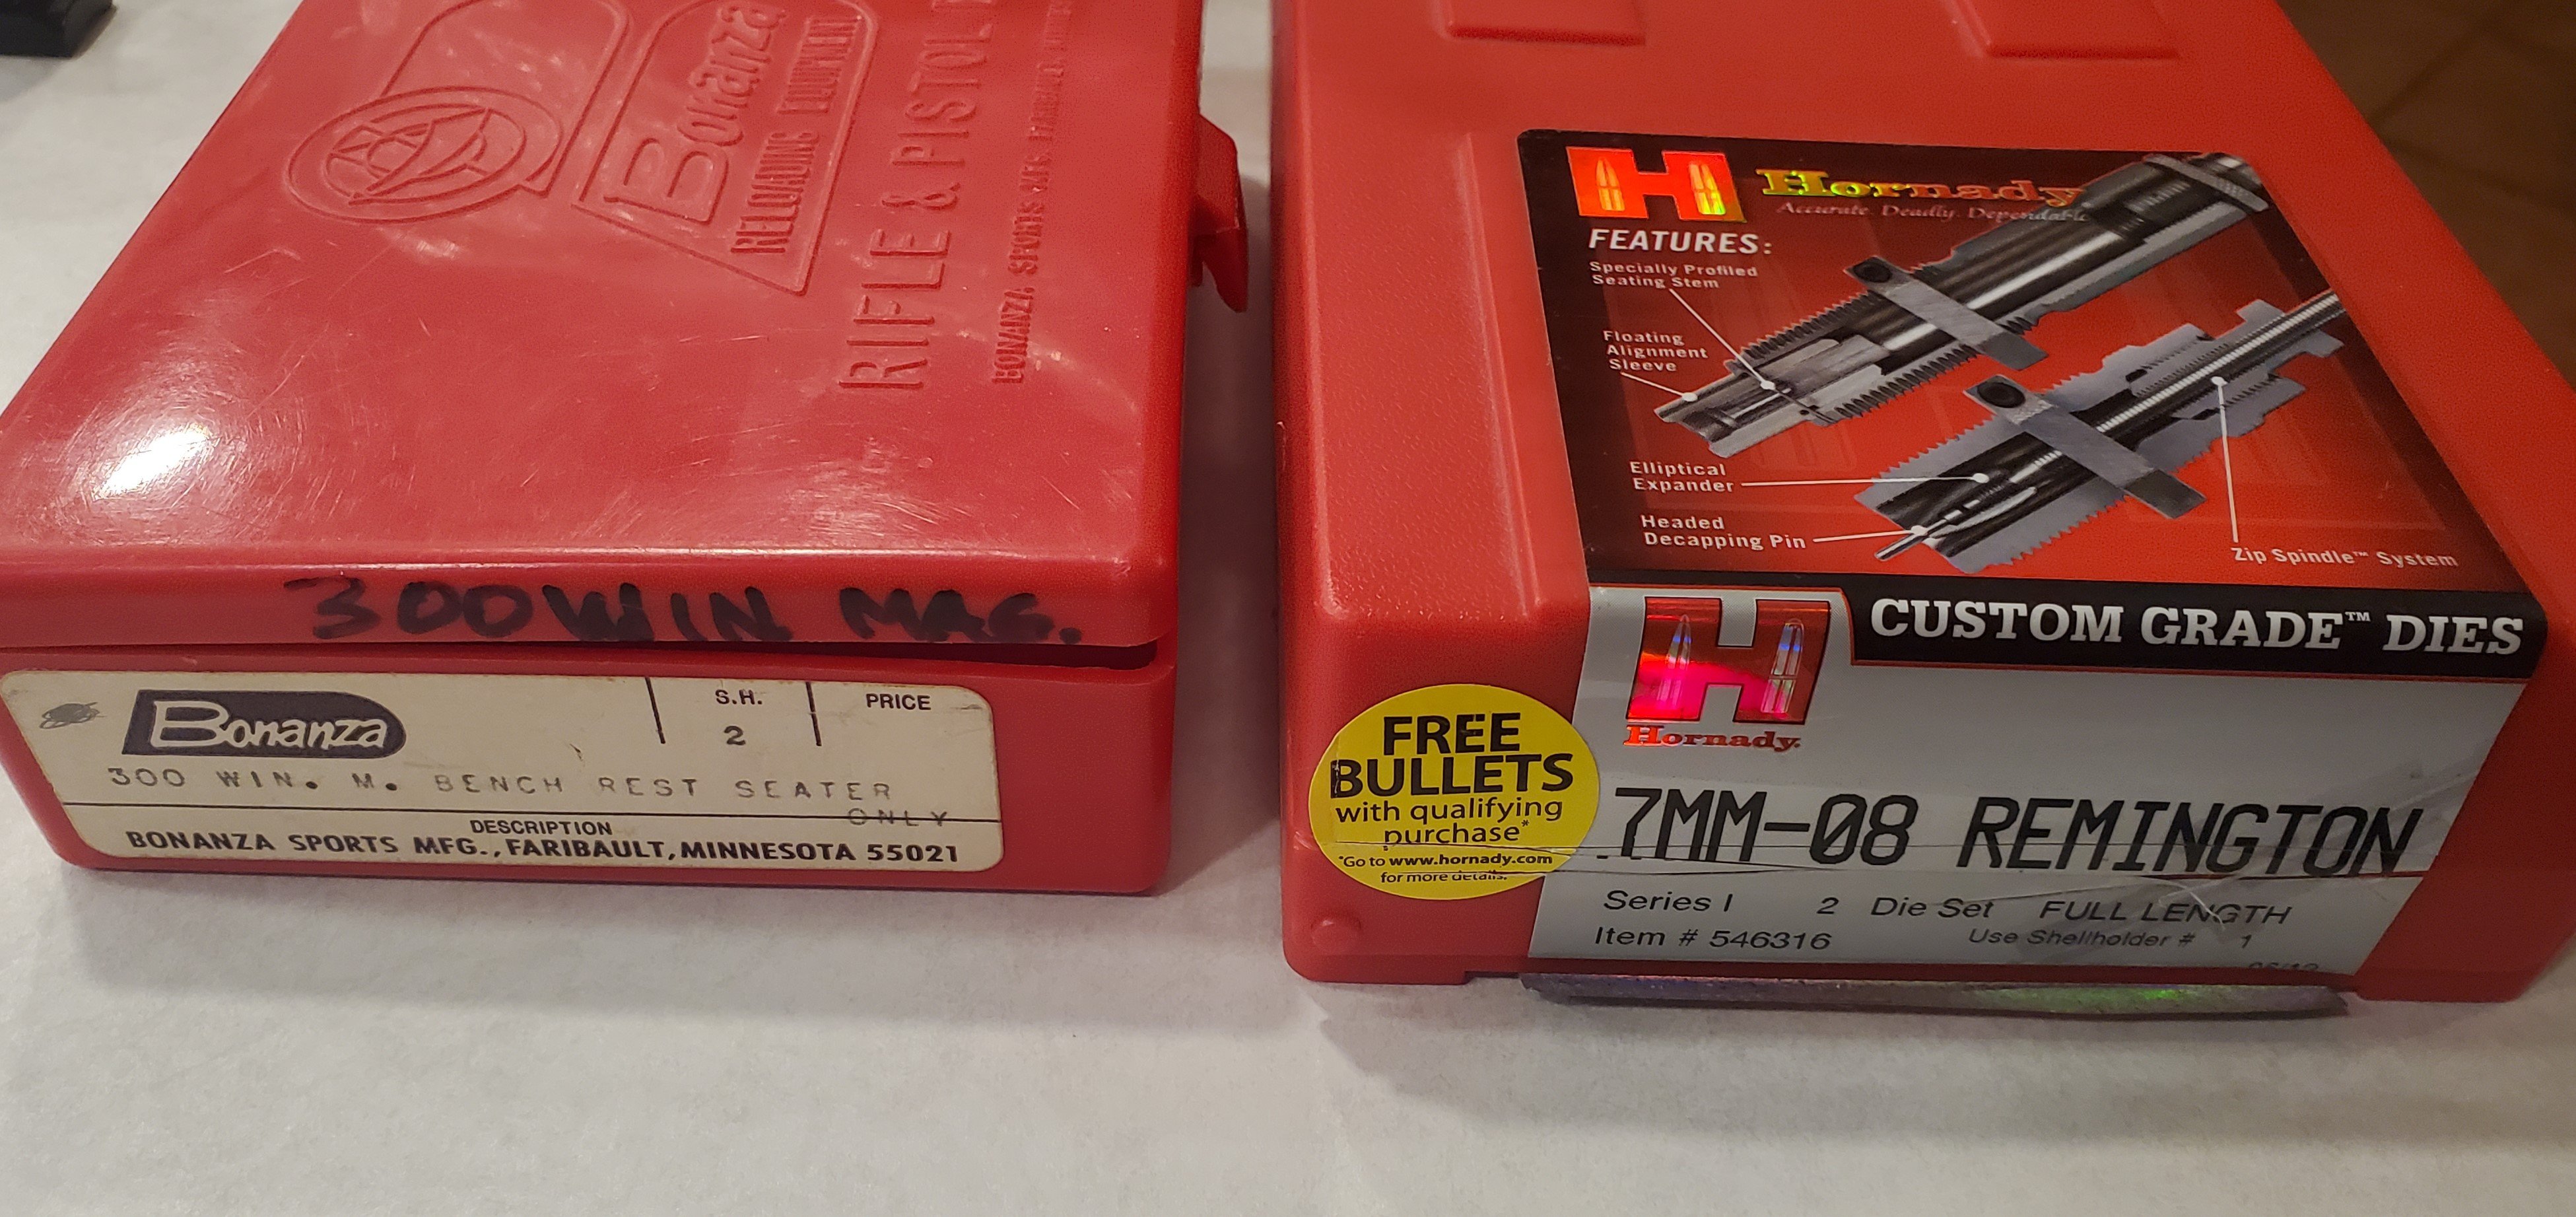 Bonanza
RELOADING EQUIPMENT
RIFLE & PISTOL
BONANZA SPORTS MFG.
300 WIN MAG.
Bonanza
S.H.
2
PRICE
300 WIN. M. BENCH REST SEATER
ONLY
DESCRIPTION
BONANZA SPORTS MFG., FARIBAULT, MINNESOTA 55021
H Hornady
Accurate. Deadly. Dependable
FEATURES:
Specially Profiled
Seating Stem
Floating
Alignment
Sleeve
Elliptical
Expander
Headed
Decapping Pin
Zip Spindle™ System
CUSTOM GRADE™ DIES
H
Hornady.
FREE
BULLETS
with qualifying
purchase*
*Go to www.hornady.com
for more details.
7MM-08 REMINGTON
Series I 2 Die Set FULL LENGTH
Item # 546316 Use Shellholder # 1